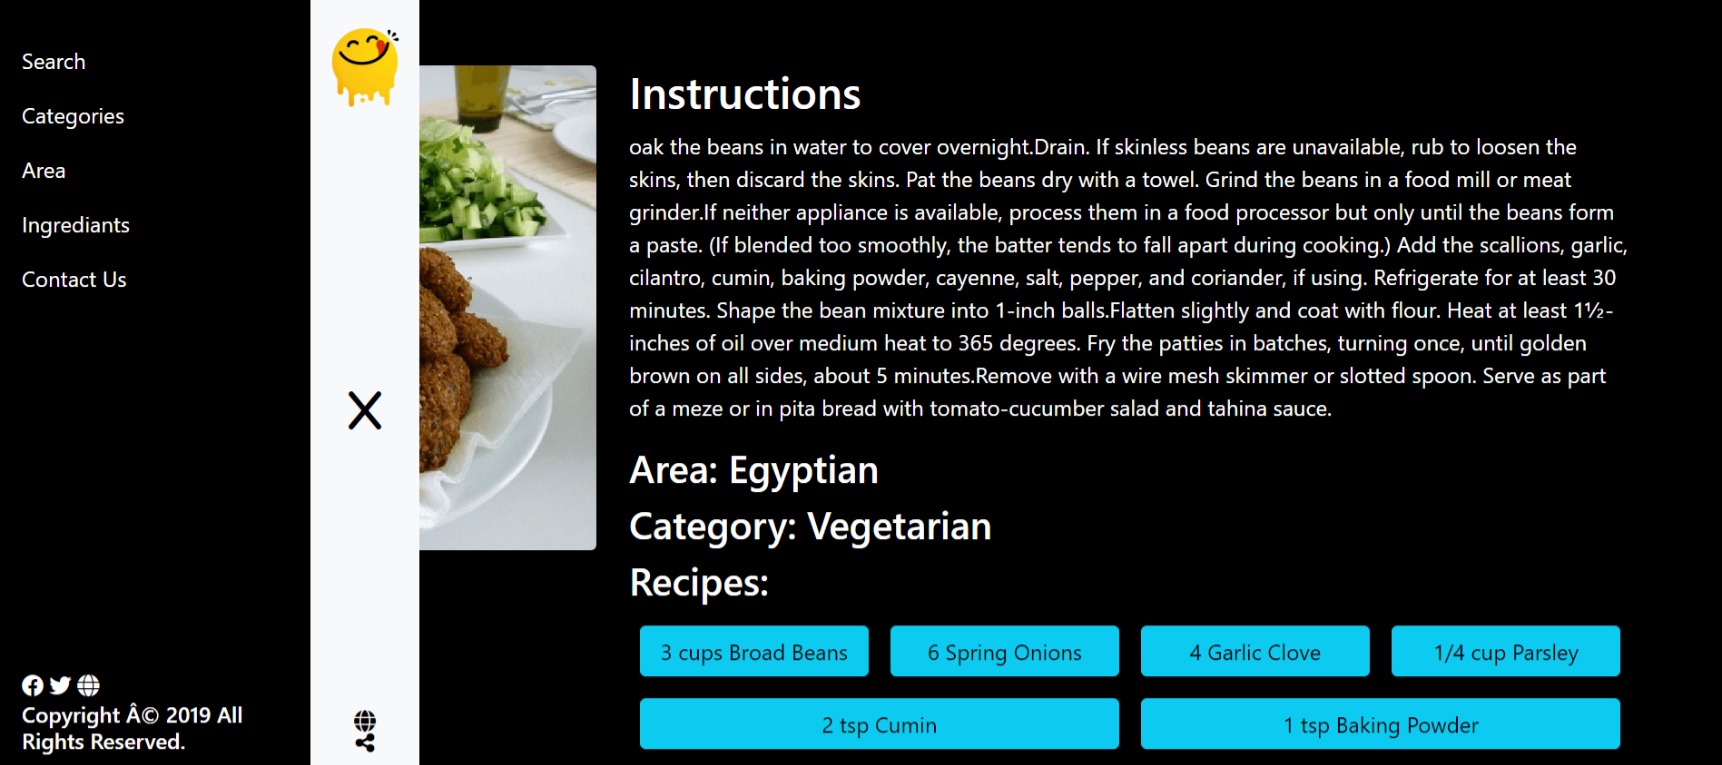 Search
Categories
Area
Ingrediants
Contact Us
Copyright Â© 2019 All
Rights Reserved.
Instructions
oak the beans in water to cover overnight.Drain. If skinless beans are unavailable, rub to loosen the
skins, then discard the skins. Pat the beans dry with a towel. Grind the beans in a food mill or meat
grinder.If neither appliance is available, process them in a food processor but only until the beans form
a paste. (If blended too smoothly, the batter tends to fall apart during cooking.) Add the scallions, garlic,
cilantro, cumin, baking powder, cayenne, salt, pepper, and coriander, if using. Refrigerate for at least 30
minutes. Shape the bean mixture into 1-inch balls.Flatten slightly and coat with flour. Heat at least 1½-
inches of oil over medium heat to 365 degrees. Fry the patties in batches, turning once, until golden
brown on all sides, about 5 minutes.Remove with a wire mesh skimmer or slotted spoon. Serve as part
of a meze or in pita bread with tomato-cucumber salad and tahina sauce.
Area: Egyptian
Category: Vegetarian
Recipes:
3 cups Broad Beans
6 Spring Onions
4 Garlic Clove
1/4 cup Parsley
2 tsp Cumin
1 tsp Baking Powder